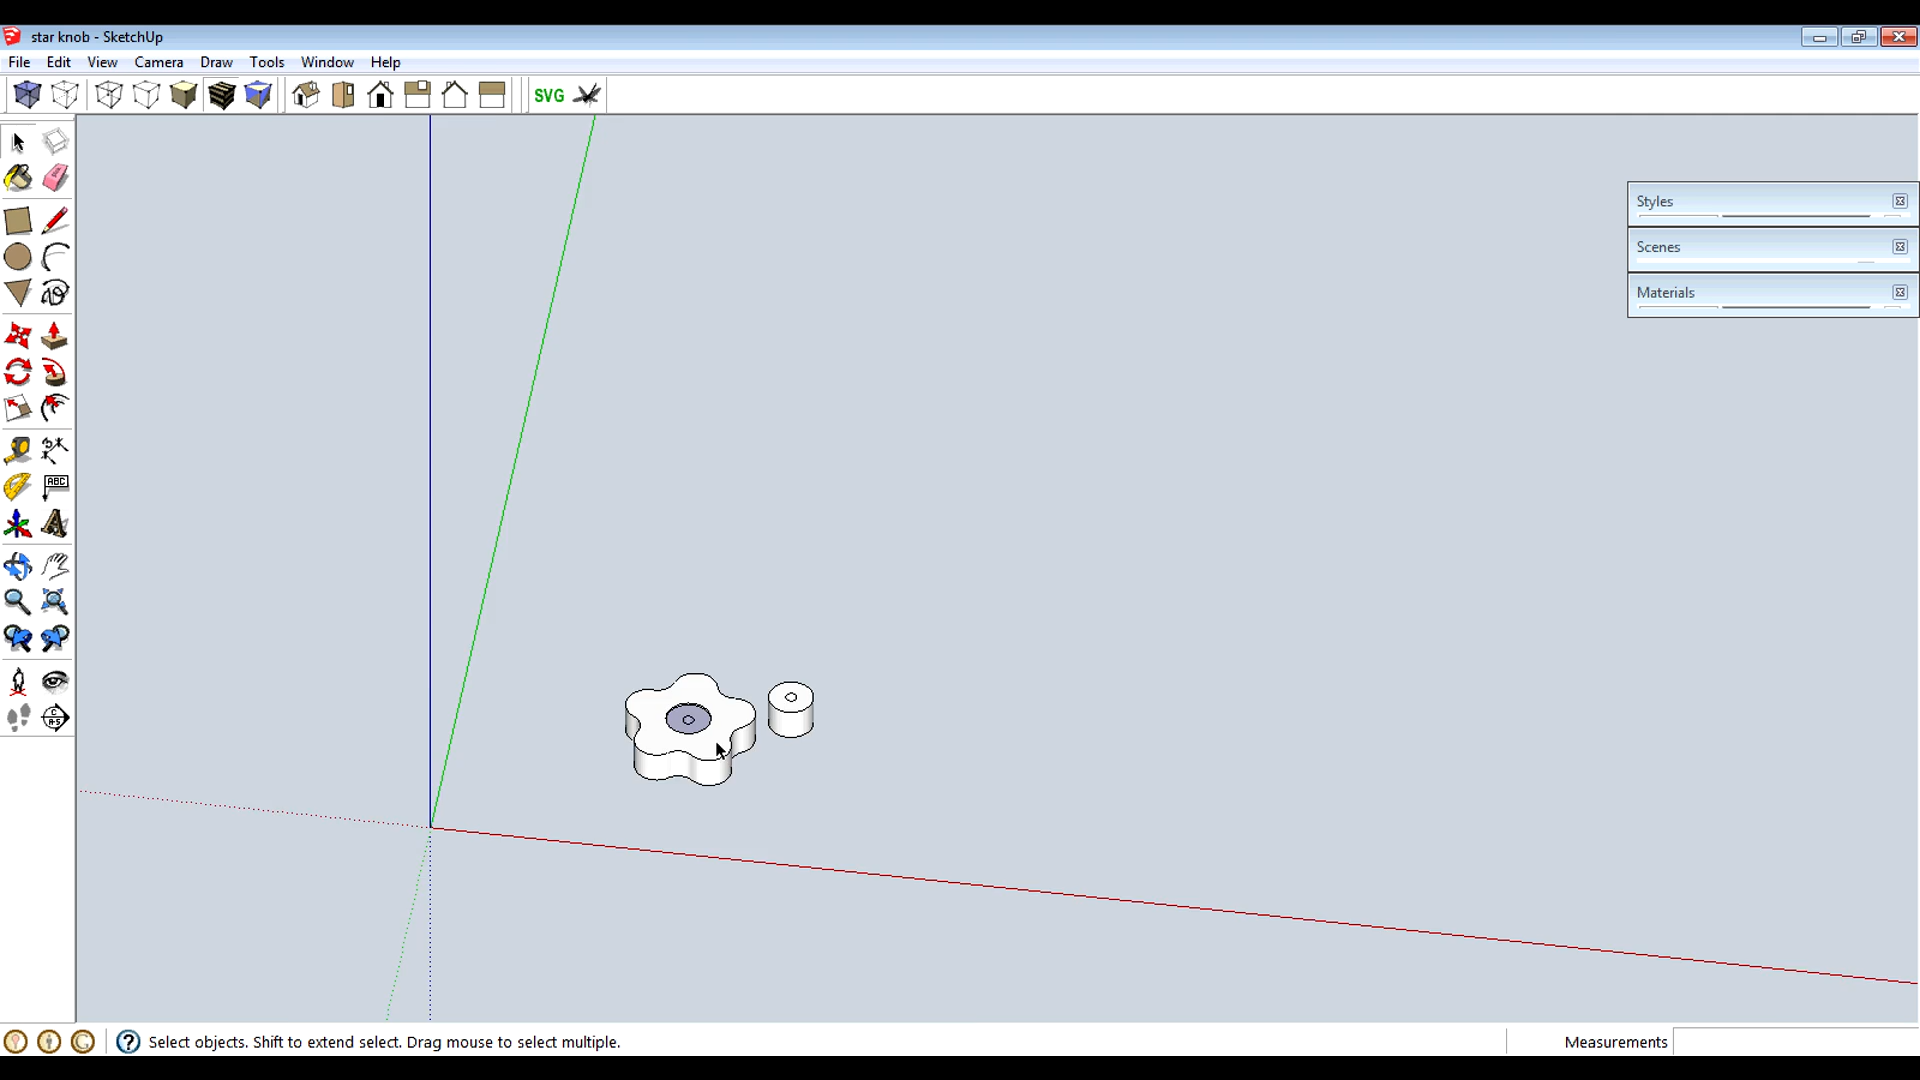 star knob - SketchUp
File Edit View Camera Draw Tools Window Help
SVG
Styles
Scenes
Materials
ABC
Select objects. Shift to extend select. Drag mouse to select multiple.
Measurements